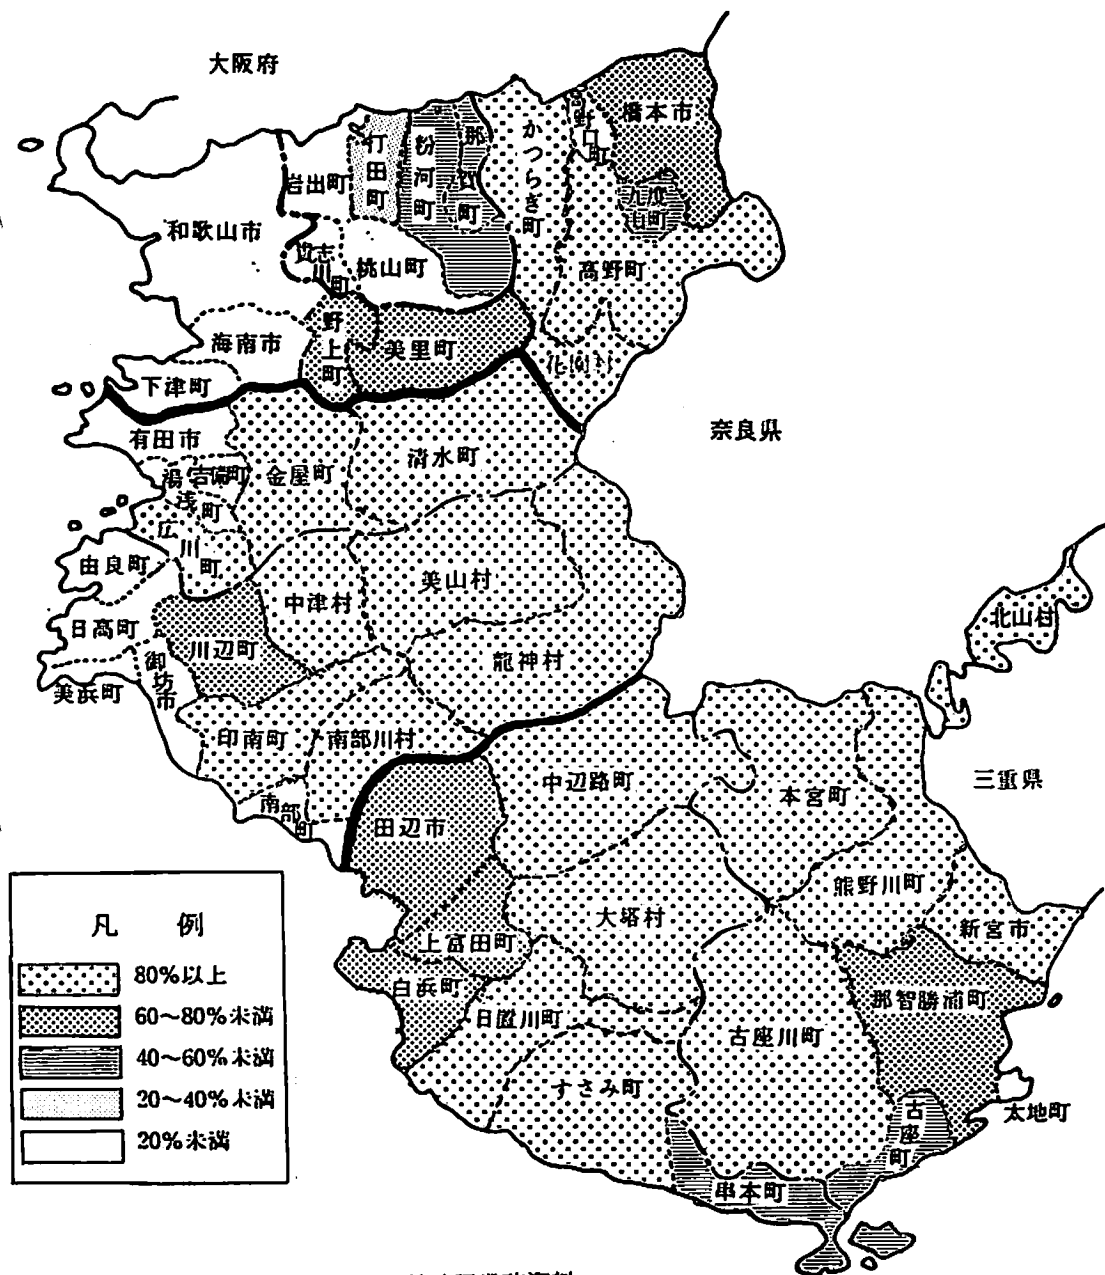 大阪府
橋本市
高野口町
かつらぎ町
那賀町
粉河町
打田町
岩出町
九度山町
和歌山市
貴志川町
桃山町
高野町
野上町
美里町
海南市
花園村
下津町
奈良県
有田市
清水町
金屋町
吉備町
湯浅町
広川町
由良町
美山村
中津村
北山村
日高町
川辺町
龍神村
御坊市
美浜町
印南町
南部川村
三重県
中辺路町
本宮町
南部町
田辺市
熊野川町
大塔村
新宮市
上富田町
白浜町
那智勝浦町
日置川町
古座川町
すさみ町
太地町
古座町
串本町
凡 例
80%以上
60〜80%未満
40〜60%未満
20〜40%未満
20%未満